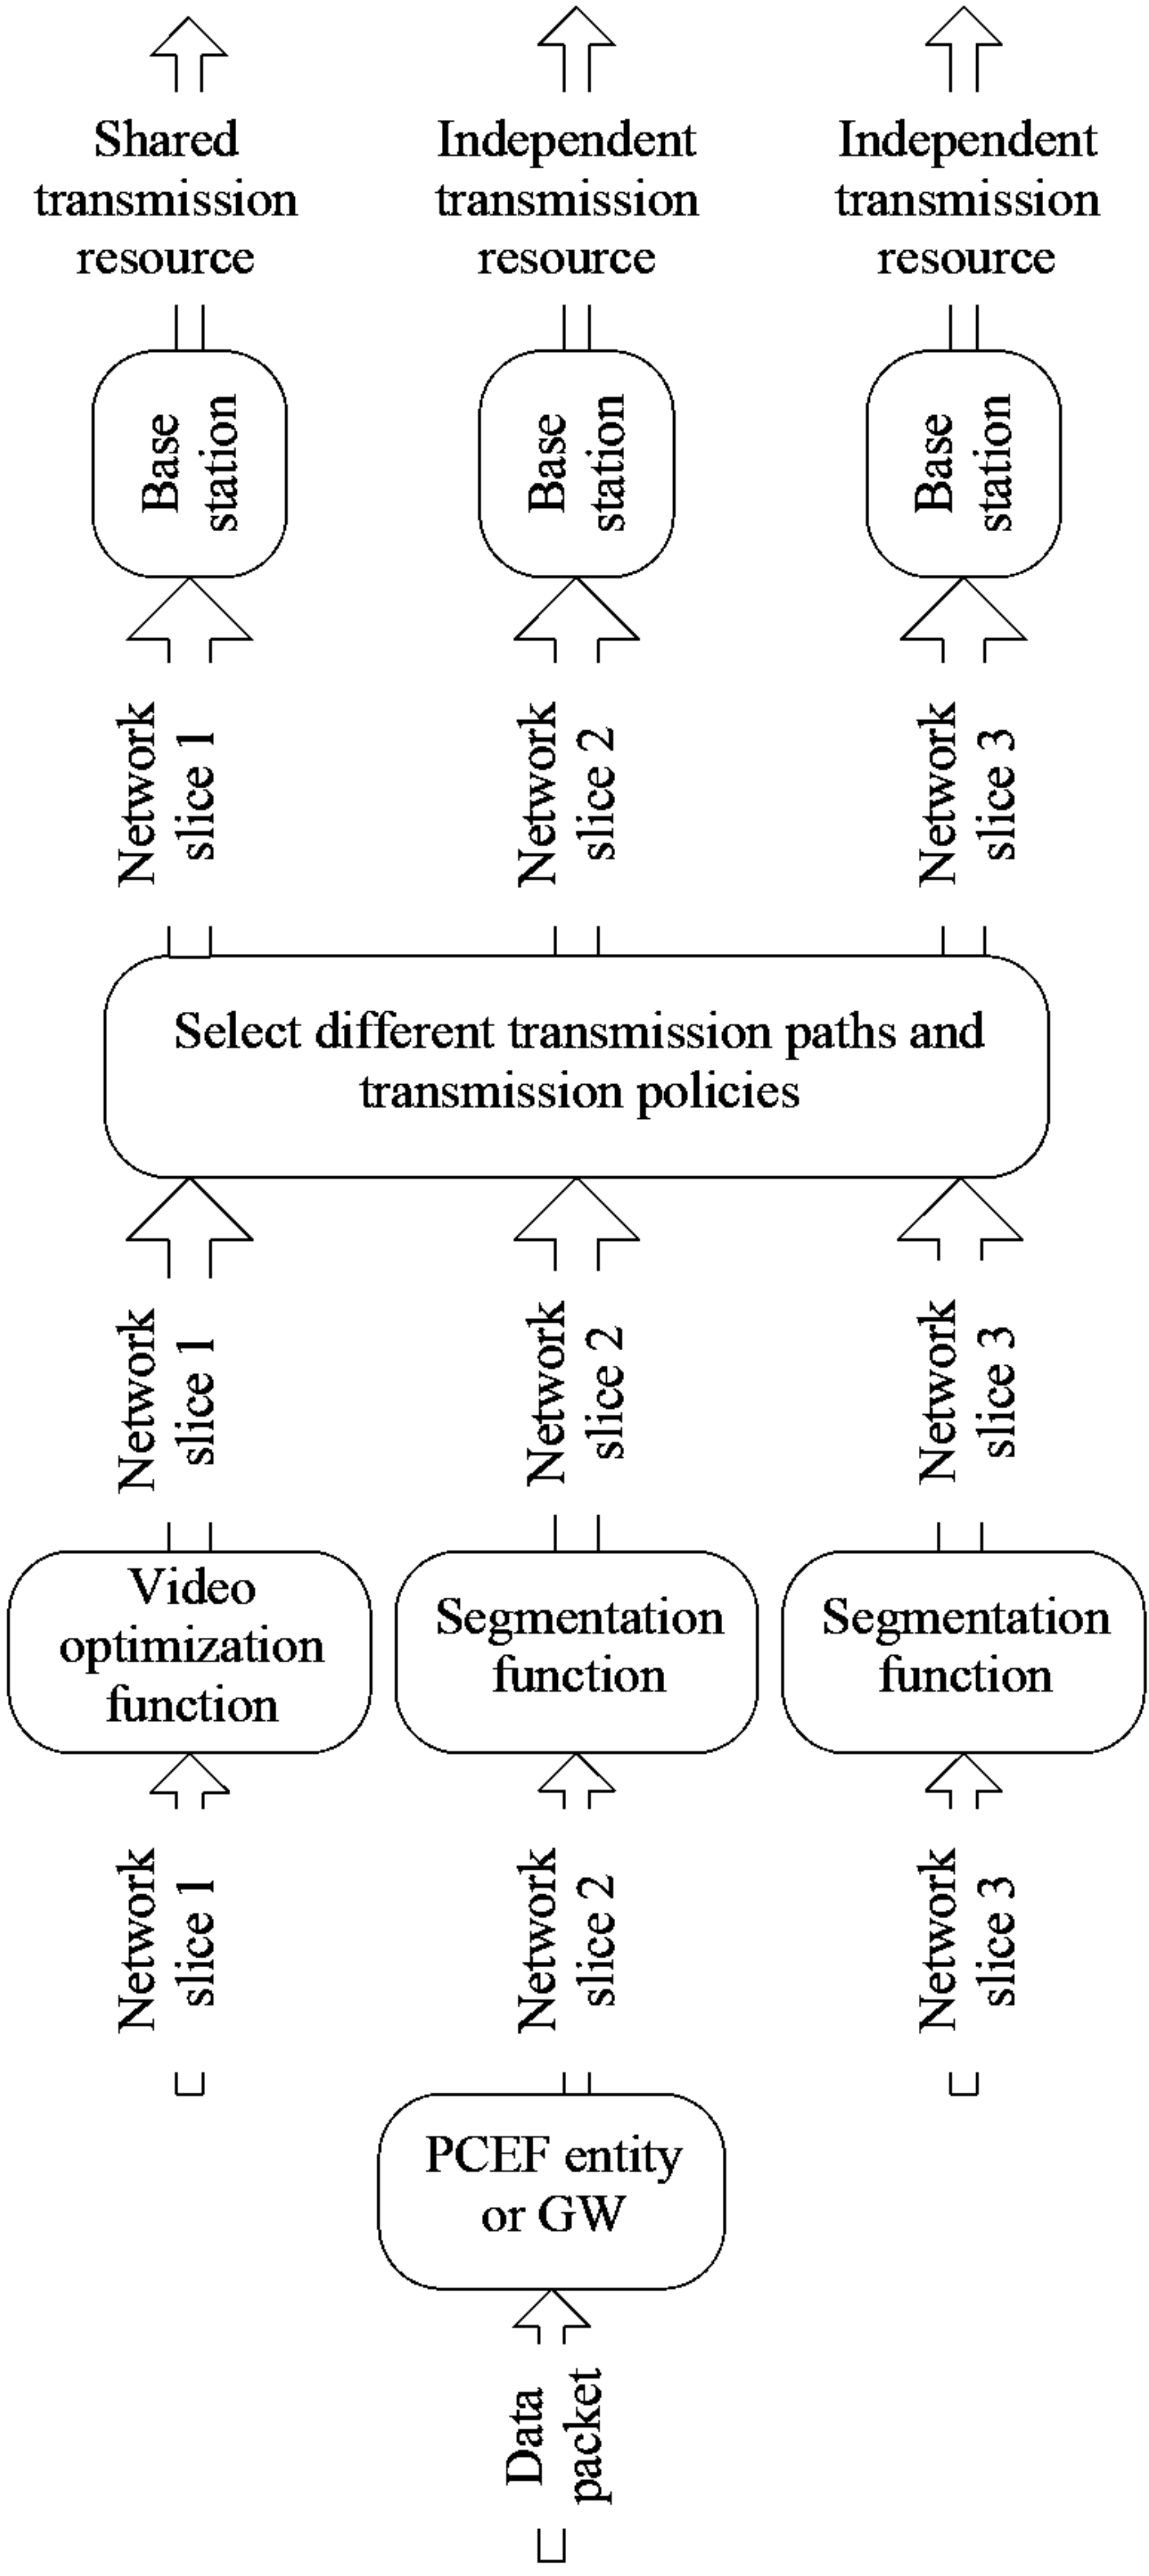 Shared
transmission
resource
Independent
transmission
resource
Independent
transmission
resource
Base
station
Base
station
Base
station
Network
slice 1
Network
slice 2
Network
slice 3
Select different transmission paths and
transmission policies
Network
slice 1
Network
slice 2
Network
slice 3
Video
optimization
function
Segmentation
function
Segmentation
function
Network
slice 1
Network
slice 2
Network
slice 3
PCEF entity
or GW
Data
packet